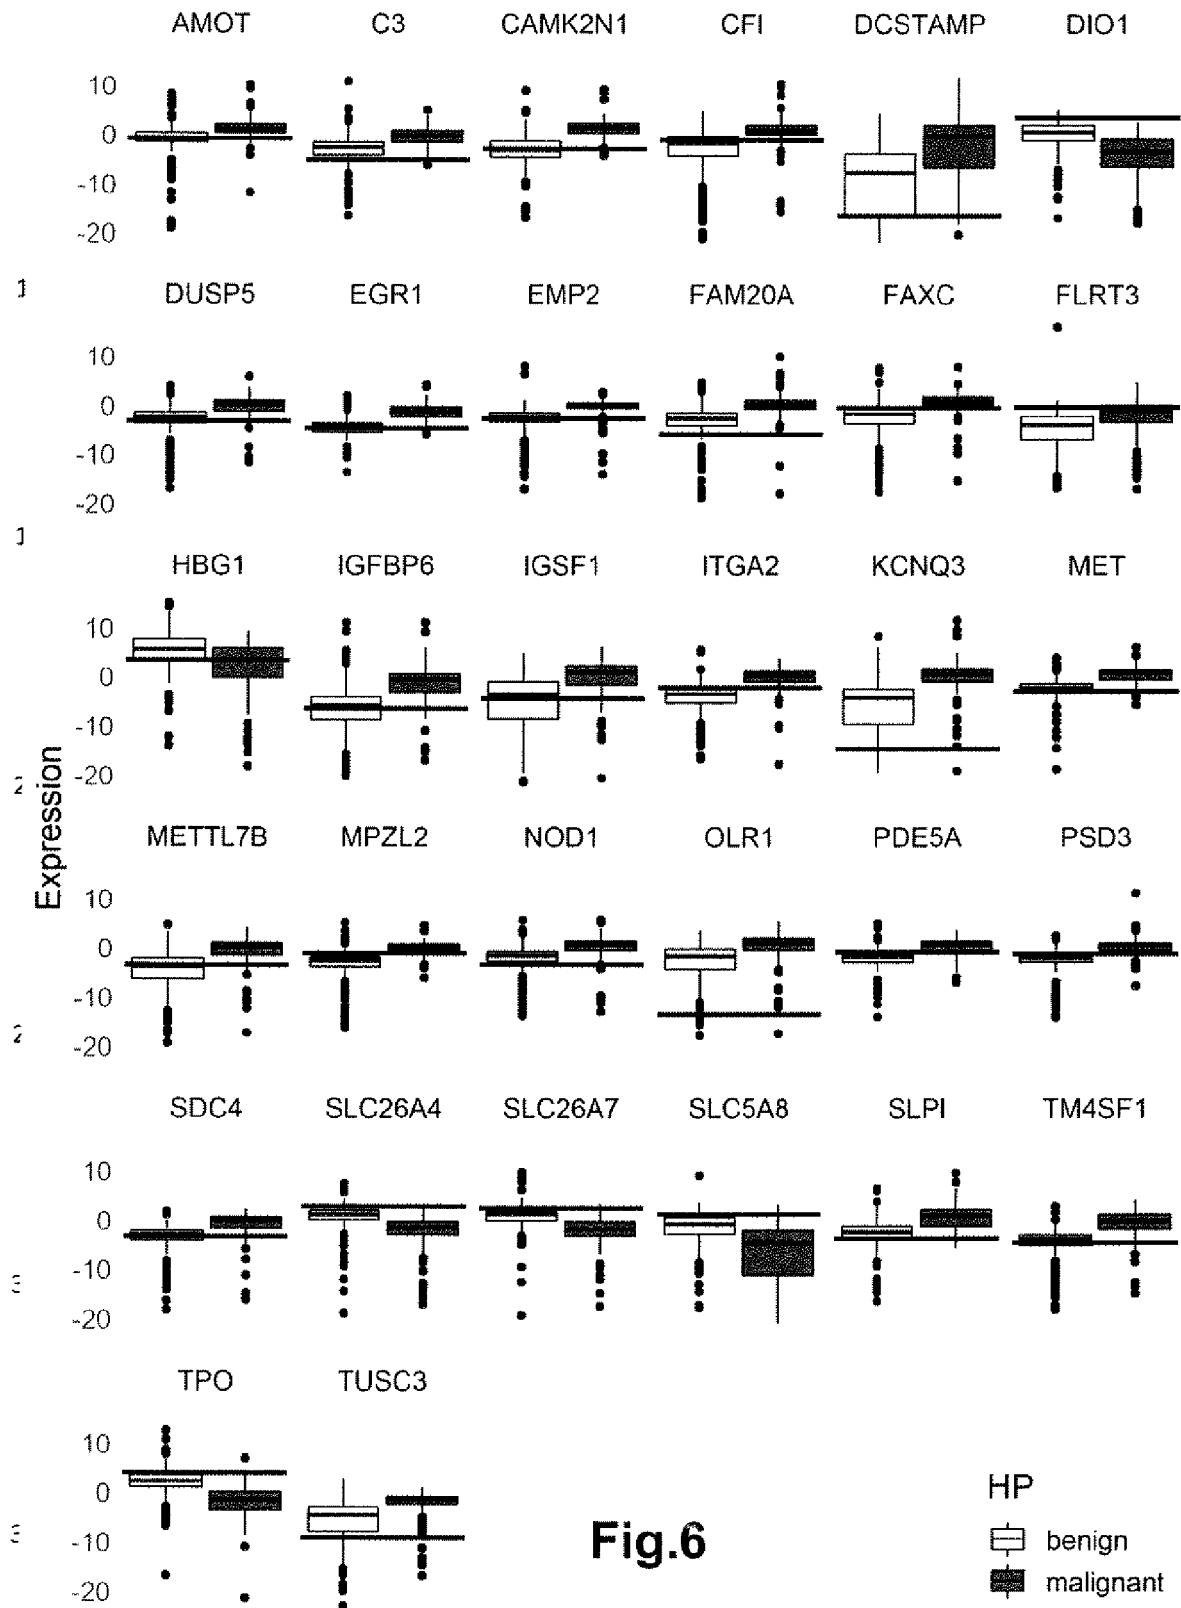 AMOT C3 CAMK2N1 CFI DCSTAMP DIO1
10
0
-10
-20
DUSP5 EGR1 EMP2 FAM20A FAXC FLRT3
10
0
-10
-20
HBG1 IGFBP6 IGSF1 ITGA2 KCNQ3 MET
10
0
-10
-20
Expression
METTL7B MPZL2 NOD1 OLR1 PDE5A PSD3
10
0
-10
-20
SDC4 SLC26A4 SLC26A7 SLC5A8 SLPI TM4SF1
10
0
-10
-20
TPO TUSC3
10
0
-10
-20
Fig.6
HP
benign
malignant